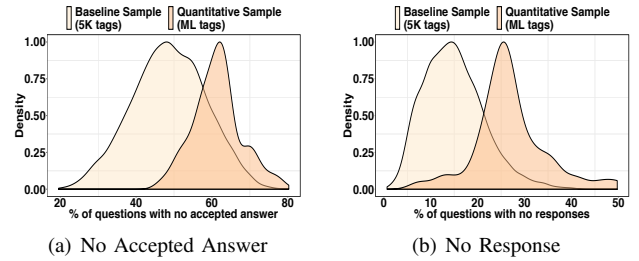 Baseline Sample
(5K tags)
Quantitative Sample
(ML tags)
1.00
0.75
0.50
0.25
0.00
Density
20
40
60
80
% of questions with no accepted answer
(a) No Accepted Answer
Baseline Sample
(5K tags)
Quantitative Sample
(ML tags)
1.00
0.75
0.50
0.25
0.00
Density
0
10
20
30
40
50
% of questions with no responses
(b) No Response